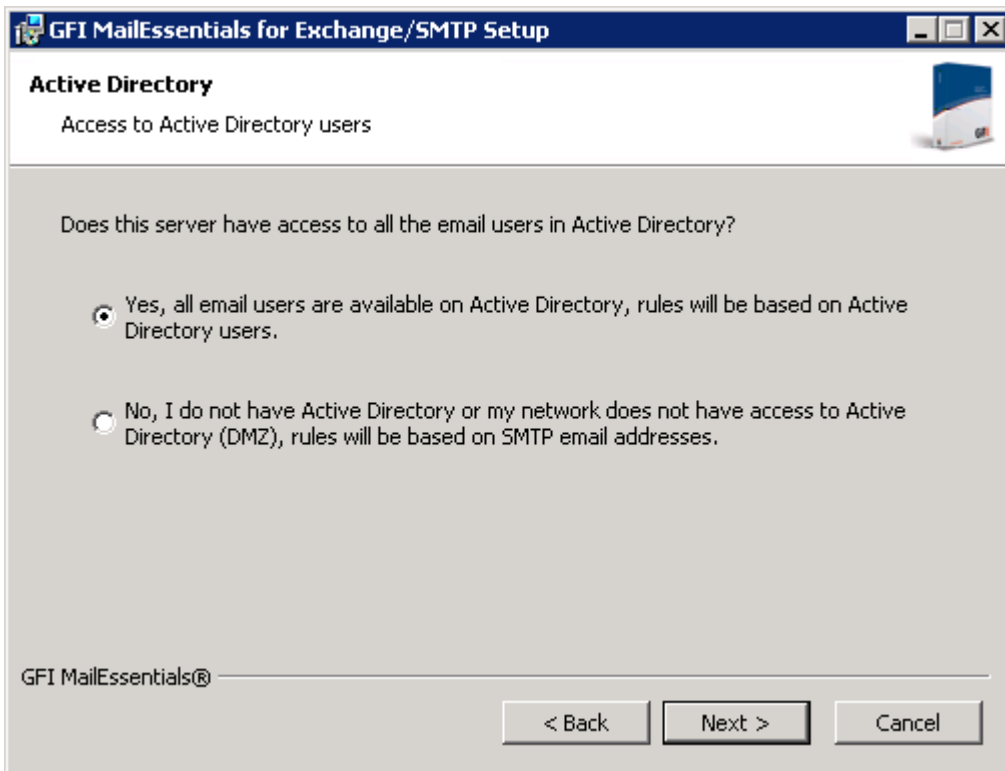 GFI MailEssentials for Exchange/SMTP Setup
Active Directory
Access to Active Directory users
GFI
Does this server have access to all the email users in Active Directory?
Yes, all email users are available on Active Directory, rules will be based on Active
Directory users.
No, I do not have Active Directory or my network does not have access to Active
Directory (DMZ), rules will be based on SMTP email addresses.
GFI MailEssentials®
< Back
Next >
Cancel